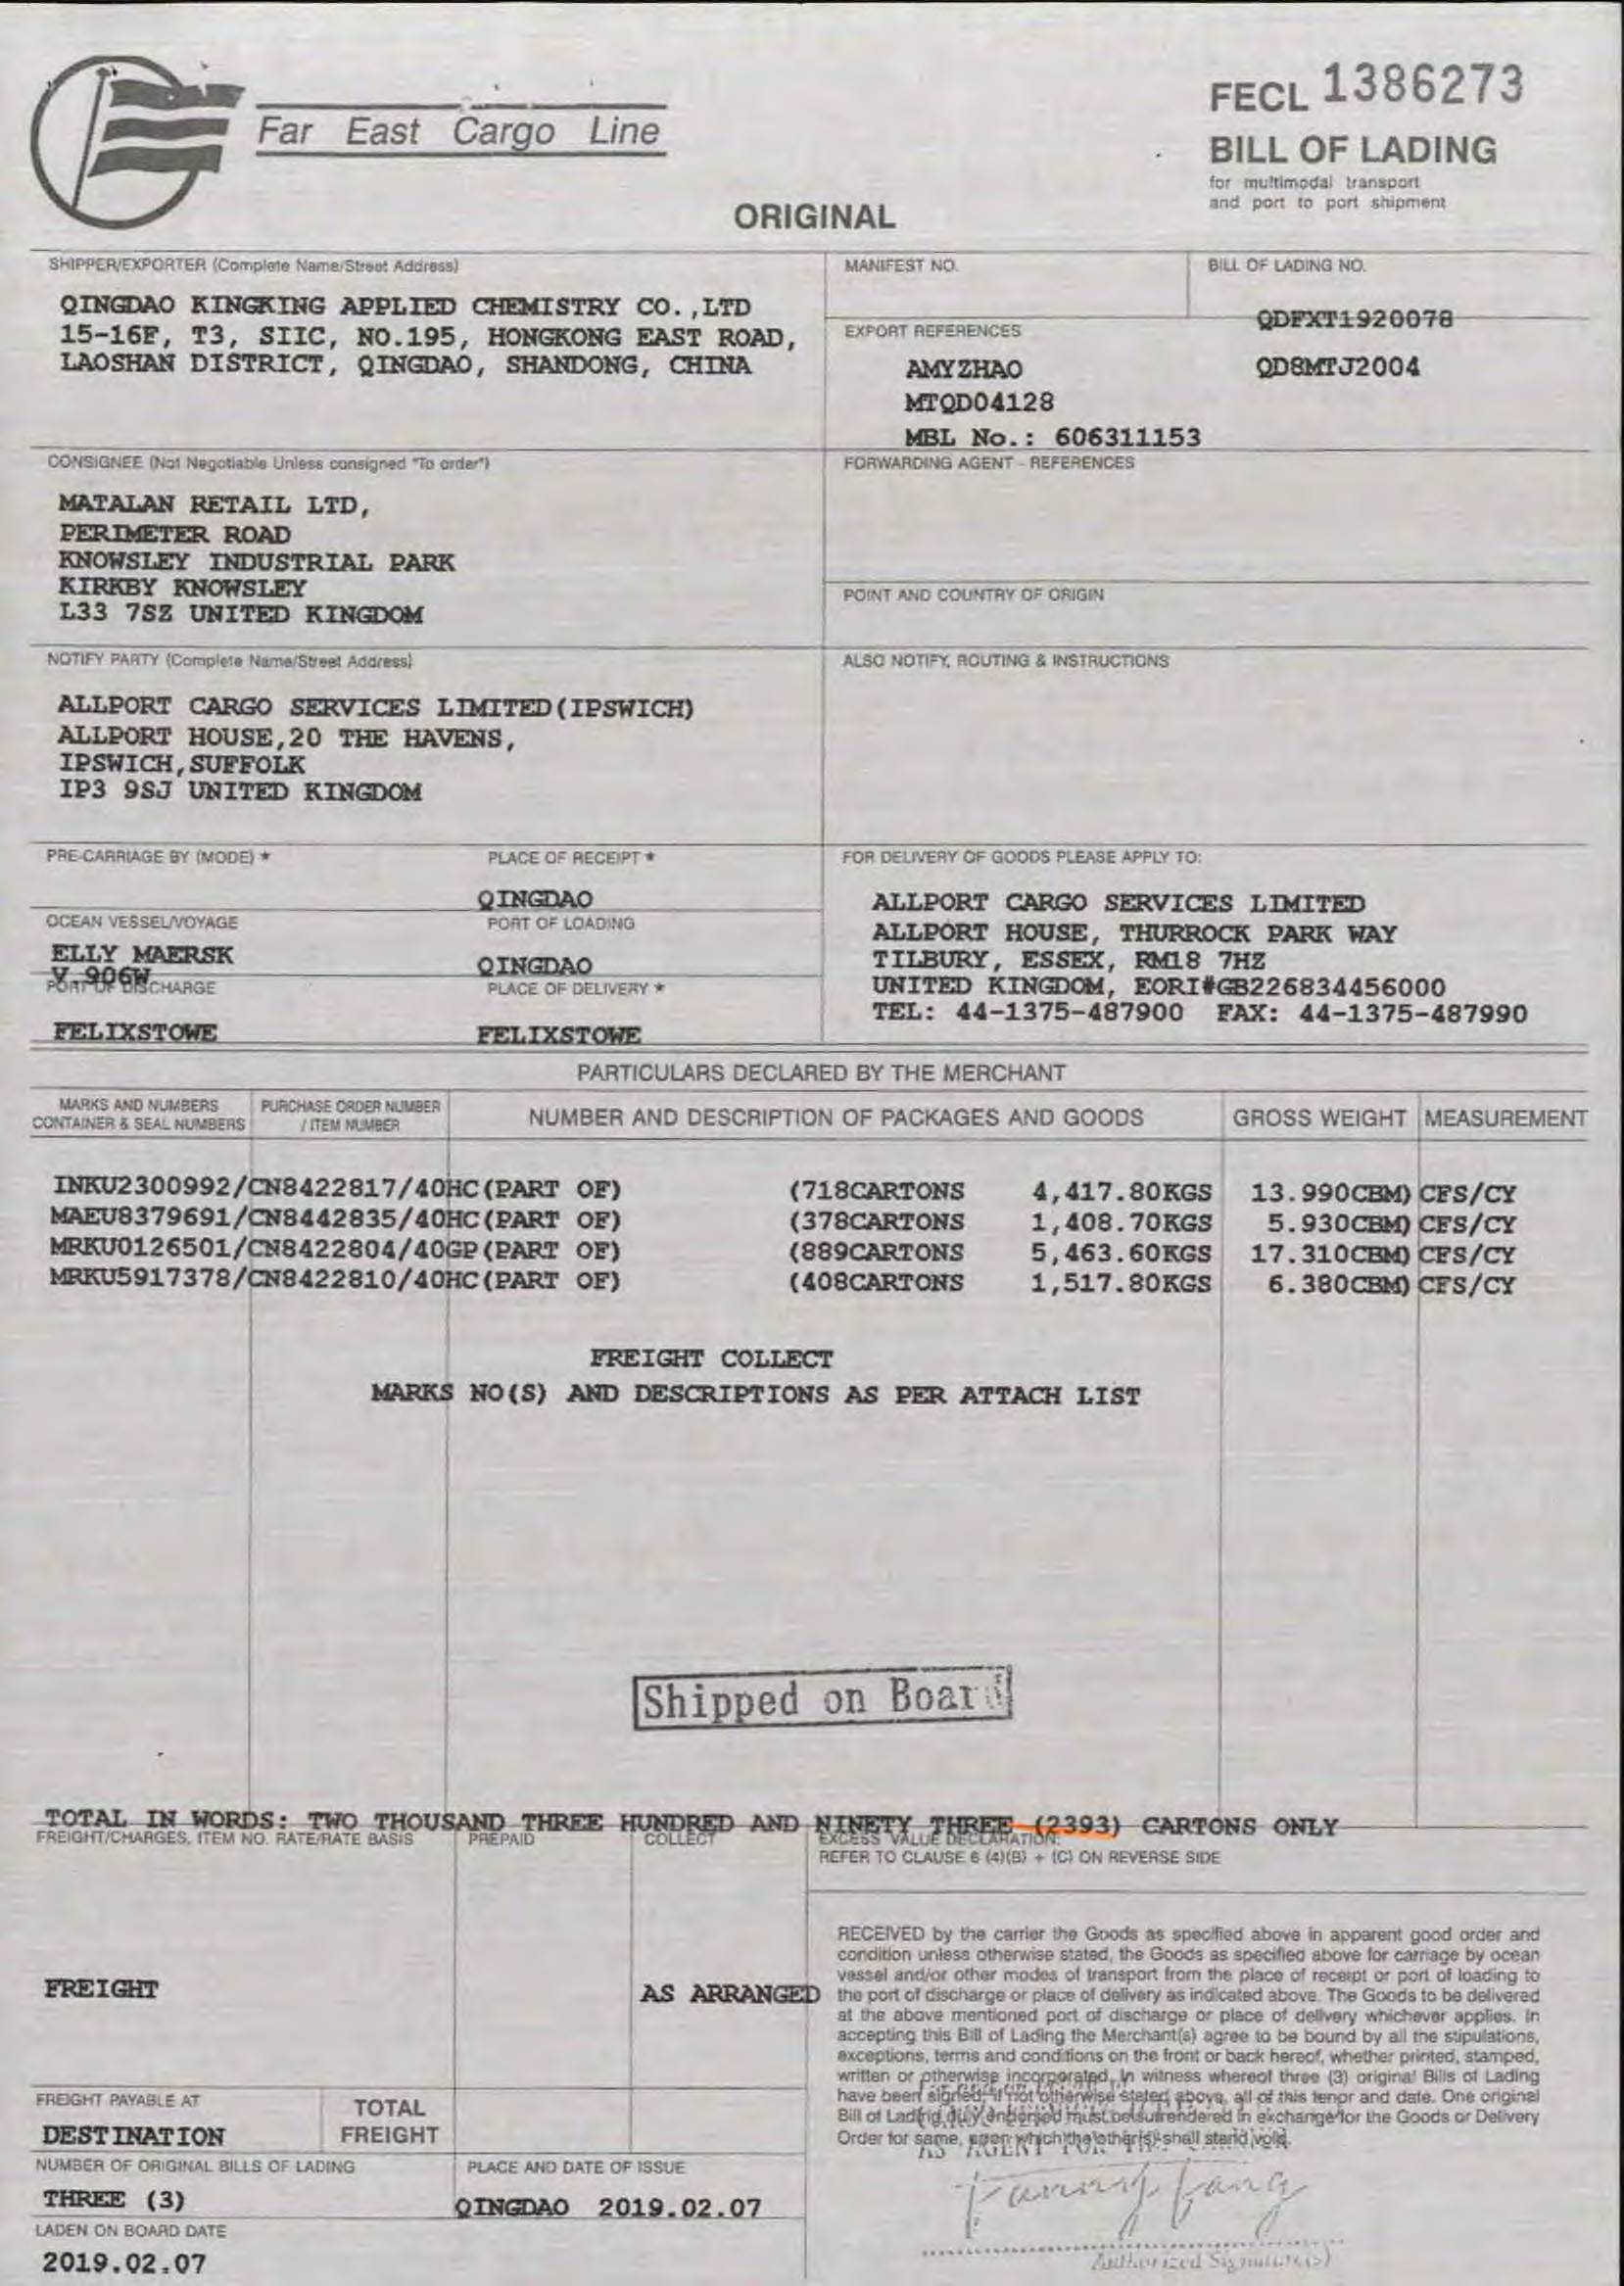 Far East Cargo Line
FECL 1386273
BILL OF LADING
for multimodal transport
and port to port shipment
ORIGINAL
SHIPPER/EXPORTER (Complete Name/Street Address)
QINGDAO KINGKING APPLIED CHEMISTRY CO.,LTD
15-16F, T3, SIIC, NO.195, HONGKONG EAST ROAD,
LAOSHAN DISTRICT, QINGDAO, SHANDONG, CHINA
MANIFEST NO.
BILL OF LADING NO.
QDFXT1920078
EXPORT REFERENCES
AMYZHAO QD8MTJ2004
MTQD04128
MBL No.: 606311153
CONSIGNEE (Not Negotiable Unless consigned "To order")
MATALAN RETAIL LTD,
PERIMETER ROAD
KNOWSLEY INDUSTRIAL PARK
KIRKBY KNOWSLEY
L33 7SZ UNITED KINGDOM
FORWARDING AGENT - REFERENCES
POINT AND COUNTRY OF ORIGIN
NOTIFY PARTY (Complete Name/Street Address)
ALLPORT CARGO SERVICES LIMITED(IPSWICH)
ALLPORT HOUSE,20 THE HAVENS,
IPSWICH,SUFFOLK
IP3 9SJ UNITED KINGDOM
ALSO NOTIFY, ROUTING & INSTRUCTIONS
PRE-CARRIAGE BY (MODE) *
PLACE OF RECEIPT *
QINGDAO
OCEAN VESSEL/VOYAGE
ELLY MAERSK
V 906W
PORT OF LOADING
QINGDAO
PORT OF DISCHARGE
FELIXSTOWE
PLACE OF DELIVERY *
FELIXSTOWE
FOR DELIVERY OF GOODS PLEASE APPLY TO:
ALLPORT CARGO SERVICES LIMITED
ALLPORT HOUSE, THURROCK PARK WAY
TILBURY, ESSEX, RM18 7HZ
UNITED KINGDOM, EORI#GB226834456000
TEL: 44-1375-487900 FAX: 44-1375-487990
PARTICULARS DECLARED BY THE MERCHANT
MARKS AND NUMBERS
CONTAINER & SEAL NUMBERS
PURCHASE ORDER NUMBER
/ ITEM NUMBER
NUMBER AND DESCRIPTION OF PACKAGES AND GOODS
GROSS WEIGHT
MEASUREMENT
INKU2300992/CN8422817/40HC(PART OF) (718CARTONS 4,417.80KGS 13.990CBM) CFS/CY
MAEU8379691/CN8442835/40HC(PART OF) (378CARTONS 1,408.70KGS 5.930CBM) CFS/CY
MRKU0126501/CN8422804/40GP(PART OF) (889CARTONS 5,463.60KGS 17.310CBM) CFS/CY
MRKU5917378/CN8422810/40HC(PART OF) (408CARTONS 1,517.80KGS 6.380CBM) CFS/CY
FREIGHT COLLECT
MARKS NO(S) AND DESCRIPTIONS AS PER ATTACH LIST
Shipped on Board
TOTAL IN WORDS: TWO THOUSAND THREE HUNDRED AND NINETY THREE (2393) CARTONS ONLY
FREIGHT/CHARGES, ITEM NO. RATE/RATE BASIS
PREPAID
COLLECT
EXCESS VALUE DECLARATION:
REFER TO CLAUSE 6 (4)(B) + (C) ON REVERSE SIDE
FREIGHT
AS ARRANGED
RECEIVED by the carrier the Goods as specified above in apparent good order and
condition unless otherwise stated, the Goods as specified above for carriage by ocean
vessel and/or other modes of transport from the place of receipt or port of loading to
the port of discharge or place of delivery as indicated above. The Goods to be delivered
at the above mentioned port of discharge or place of delivery whichever applies. In
accepting this Bill of Lading the Merchant(s) agree to be bound by all the stipulations,
exceptions, terms and conditions on the front or back hereof, whether printed, stamped,
written or otherwise incorporated. In witness whereof three (3) original Bills of Lading
have been signed, if not otherwise stated above, all of this tenor and date. One original
Bill of Lading duly endorsed must be surrendered in exchange for the Goods or Delivery
Order for same, upon which the other(s) shall stand void.
AS AGENT FOR
FREIGHT PAYABLE AT
DESTINATION
TOTAL
FREIGHT
NUMBER OF ORIGINAL BILLS OF LADING
THREE (3)
PLACE AND DATE OF ISSUE
QINGDAO 2019.02.07
LADEN ON BOARD DATE
2019.02.07
Authorized Signature(s)